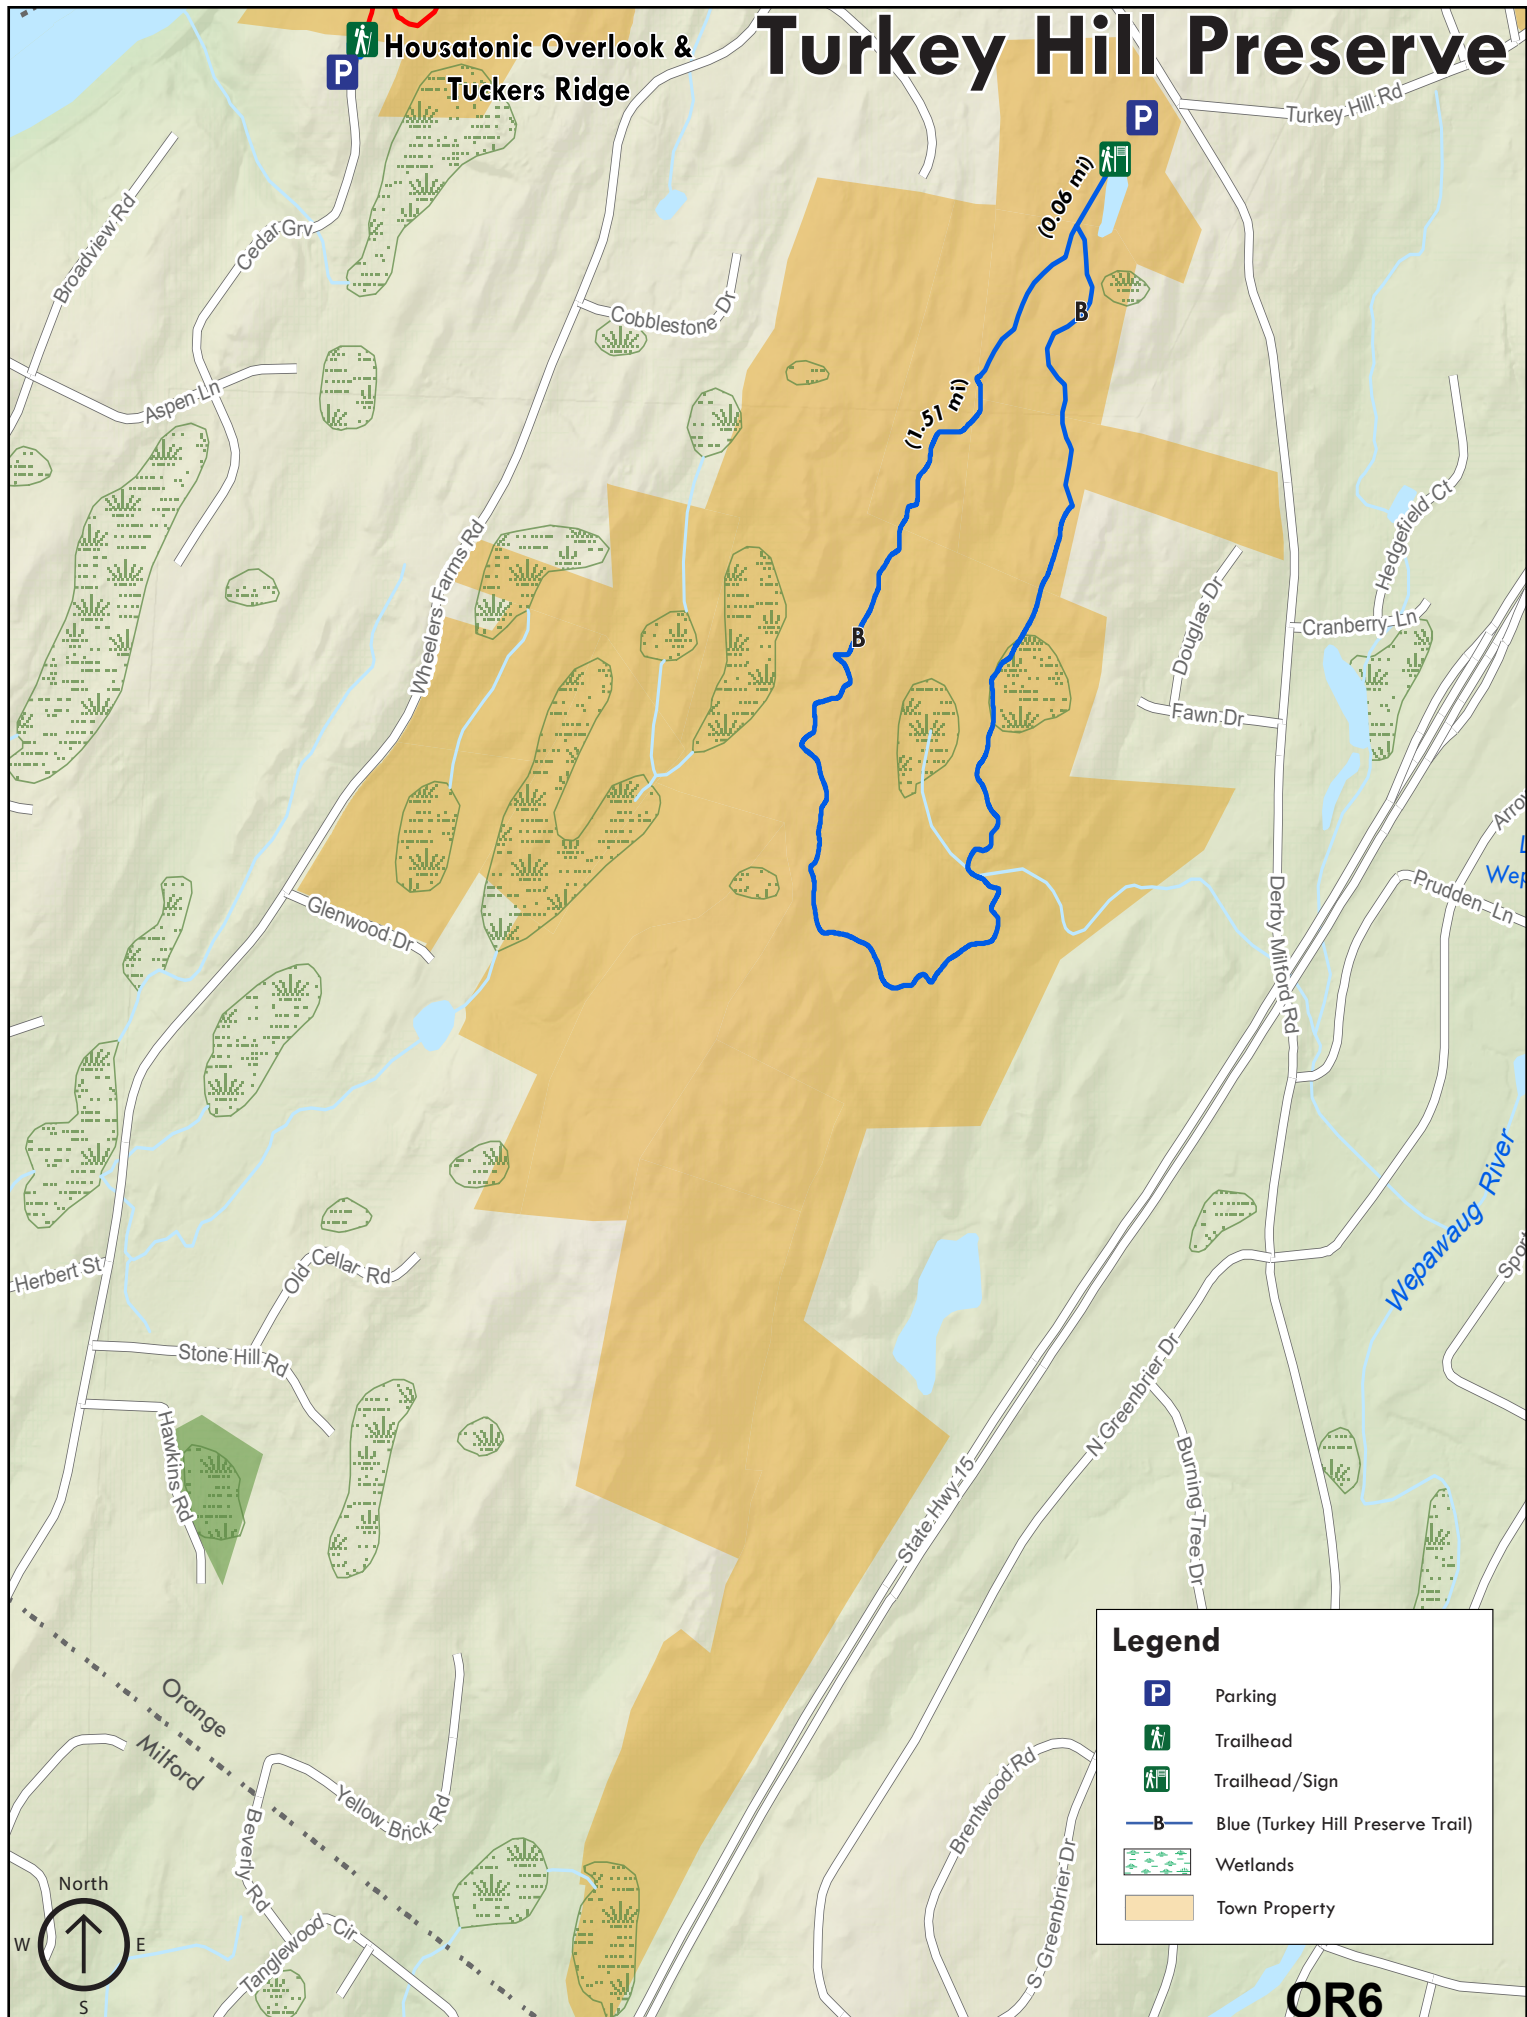 Turkey Hill Preserve
Housatonic Overlook &
Tuckers Ridge
P
P
Turkey Hill Rd
(0.06 mi)
Broadview Rd
Cedar Grv
Cobblestone Dr
B
Aspen Ln
(1.51 mi)
Hedgefield Ct
Wheelers Farms Rd
Douglas Dr
Cranberry Ln
B
Fawn Dr
Prudden Ln
Glenwood Dr
Derby Milford Rd
Wepawaug River
Herbert St
Old Cellar Rd
Stone Hill Rd
Hawkins Rd
N Greenbrier Dr
Burning Tree Dr
State Hwy 15
Orange
Milford
Yellow Brick Rd
Beverly Rd
Tanglewood Cir
Brentwood Rd
S Greenbrier Dr
North
W
E
S
Legend
P
Parking
Trailhead
Trailhead/Sign
B
Blue (Turkey Hill Preserve Trail)
Wetlands
Town Property
OR6